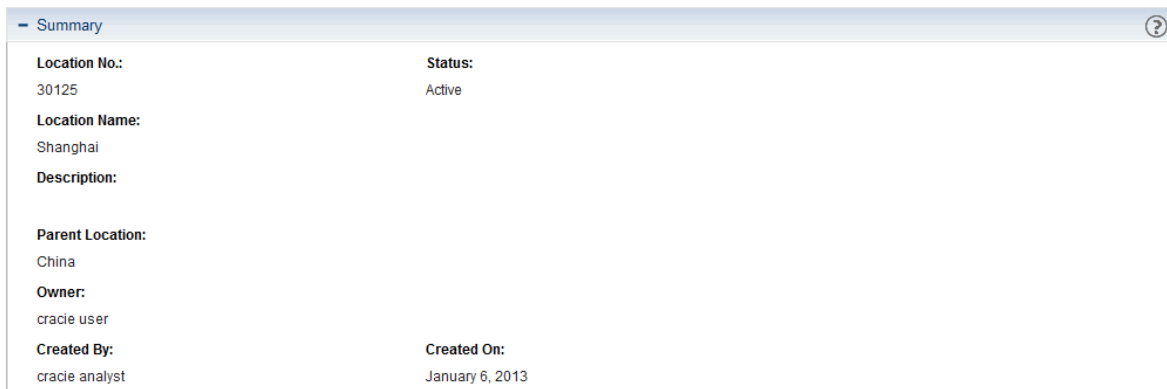 Summary
Location No.: Status:
30125 Active
Location Name:
Shanghai
Description:
Parent Location:
China
Owner:
cracie user
Created By: Created On:
cracie analyst January 6, 2013